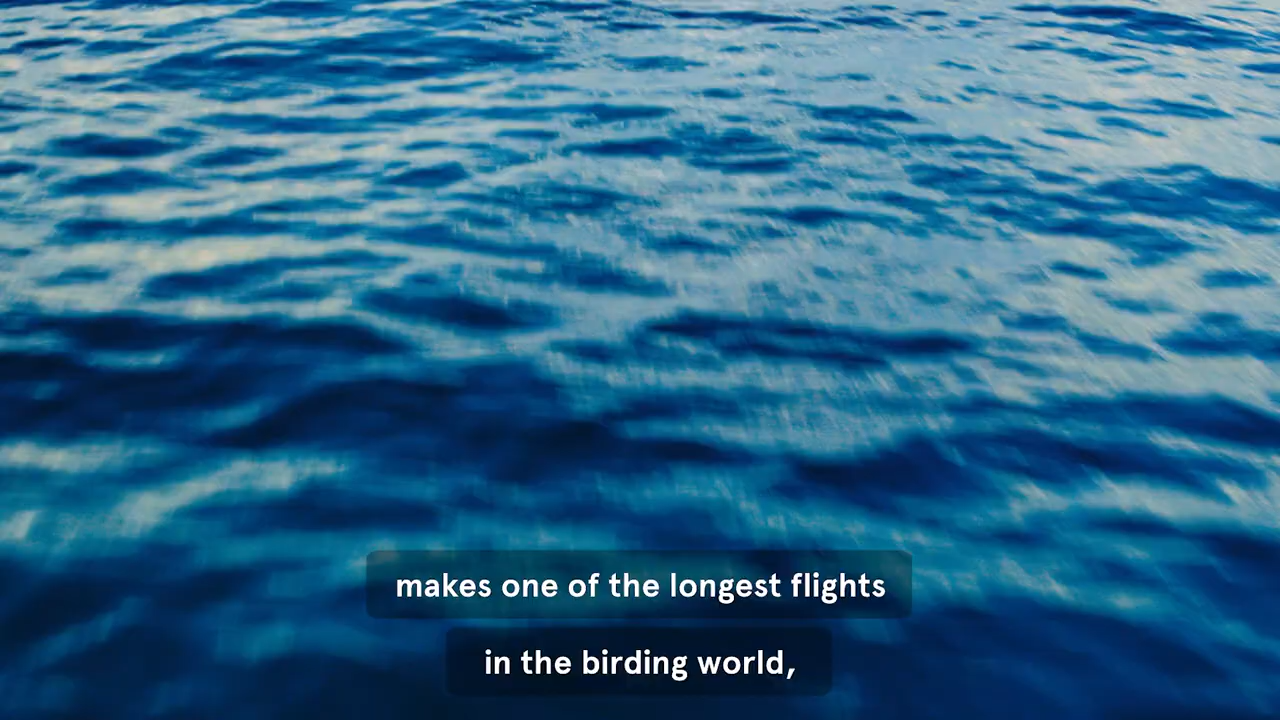 makes one of the longest flights
in the birding world,